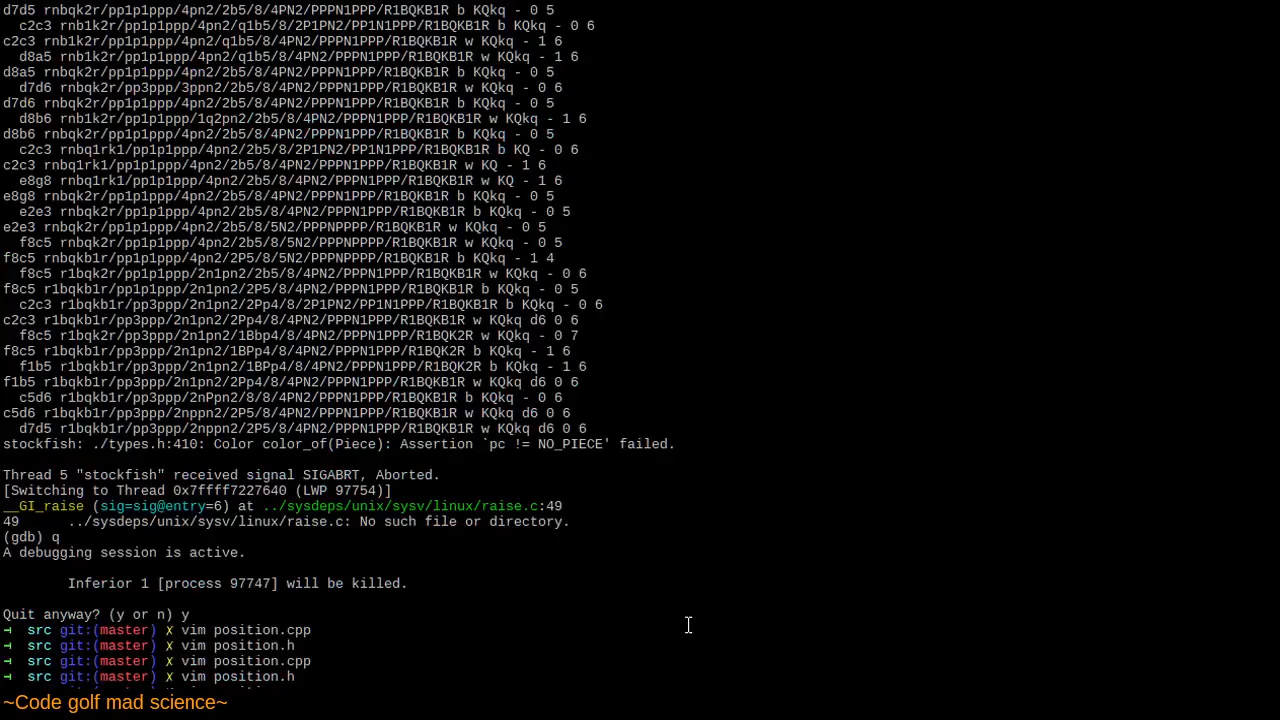 d7d5 rnbqk2r/pp1p1ppp/4pn2/2b5/8/4PN2/PPPN1PPP/R1BQKB1R b KQkq - 0 5
c2c3 rnb1k2r/pp1p1ppp/4pn2/q1b5/8/2P1PN2/PP1N1PPP/R1BQKB1R b KQkq - 0 6
c2c3 rnb1k2r/pp1p1ppp/4pn2/q1b5/8/4PN2/PPPN1PPP/R1BQKB1R w KQkq - 1 6
d8a5 rnb1k2r/pp1p1ppp/4pn2/q1b5/8/4PN2/PPPN1PPP/R1BQKB1R w KQkq - 1 6
d8a5 rnbqk2r/pp1p1ppp/4pn2/2b5/8/4PN2/PPPN1PPP/R1BQKB1R b KQkq - 0 5
d7d6 rnbqk2r/pp3ppp/3ppn2/2b5/8/4PN2/PPPN1PPP/R1BQKB1R w KQkq - 0 6
d7d6 rnbqk2r/pp1p1ppp/4pn2/2b5/8/4PN2/PPPN1PPP/R1BQKB1R b KQkq - 0 5
d8b6 rnb1k2r/pp1p1ppp/1q2pn2/2b5/8/4PN2/PPPN1PPP/R1BQKB1R w KQkq - 1 6
d8b6 rnbqk2r/pp1p1ppp/4pn2/2b5/8/4PN2/PPPN1PPP/R1BQKB1R b KQkq - 0 5
c2c3 rnbq1rk1/pp1p1ppp/4pn2/2b5/8/2P1PN2/PP1N1PPP/R1BQKB1R b KQ - 0 6
c2c3 rnbq1rk1/pp1p1ppp/4pn2/2b5/8/4PN2/PPPN1PPP/R1BQKB1R w KQ - 1 6
e8g8 rnbq1rk1/pp1p1ppp/4pn2/2b5/8/4PN2/PPPN1PPP/R1BQKB1R w KQ - 1 6
e8g8 rnbqk2r/pp1p1ppp/4pn2/2b5/8/4PN2/PPPN1PPP/R1BQKB1R b KQkq - 0 5
e2e3 rnbqk2r/pp1p1ppp/4pn2/2b5/8/4PN2/PPPN1PPP/R1BQKB1R b KQkq - 0 5
e2e3 rnbqk2r/pp1p1ppp/4pn2/2b5/8/5N2/PPPNPPPP/R1BQKB1R w KQkq - 0 5
f8c5 rnbqk2r/pp1p1ppp/4pn2/2b5/8/5N2/PPPNPPPP/R1BQKB1R w KQkq - 0 5
f8c5 rnbqkb1r/pp1p1ppp/4pn2/2P5/8/5N2/PPPNPPPP/R1BQKB1R b KQkq - 1 4
f8c5 r1bqk2r/pp1p1ppp/2n1pn2/2b5/8/4PN2/PPPN1PPP/R1BQKB1R w KQkq - 0 6
f8c5 r1bqkb1r/pp1p1ppp/2n1pn2/2P5/8/4PN2/PPPN1PPP/R1BQKB1R b KQkq - 0 5
c2c3 r1bqkb1r/pp3ppp/2n1pn2/2Pp4/8/2P1PN2/PP1N1PPP/R1BQKB1R b KQkq - 0 6
c2c3 r1bqkb1r/pp3ppp/2n1pn2/2Pp4/8/4PN2/PPPN1PPP/R1BQKB1R w KQkq d6 0 6
f8c5 r1bqk2r/pp3ppp/2n1pn2/1Bbp4/8/4PN2/PPPN1PPP/R1BQK2R w KQkq - 0 7
f8c5 r1bqkb1r/pp3ppp/2n1pn2/1BPp4/8/4PN2/PPPN1PPP/R1BQK2R b KQkq - 1 6
f1b5 r1bqkb1r/pp3ppp/2n1pn2/1BPp4/8/4PN2/PPPN1PPP/R1BQK2R b KQkq - 1 6
f1b5 r1bqkb1r/pp3ppp/2n1pn2/2Pp4/8/4PN2/PPPN1PPP/R1BQKB1R w KQkq d6 0 6
c5d6 r1bqkb1r/pp3ppp/2nPpn2/8/8/4PN2/PPPN1PPP/R1BQKB1R b KQkq - 0 6
c5d6 r1bqkb1r/pp3ppp/2nppn2/2P5/8/4PN2/PPPN1PPP/R1BQKB1R w KQkq d6 0 6
d7d5 r1bqkb1r/pp3ppp/2n1pn2/2Pp4/8/4PN2/PPPN1PPP/R1BQKB1R w KQkq d6 0 6
stockfish: ./types.h:410: Color color_of(Piece): Assertion `pc != NO_PIECE' failed.
Thread 5 "stockfish" received signal SIGABRT, Aborted.
[Switching to Thread 0x7ffff7227640 (LWP 97754)]
__GI_raise (sig=sig@entry=6) at ../sysdeps/unix/sysv/linux/raise.c:49
49 ../sysdeps/unix/sysv/linux/raise.c: No such file or directory.
(gdb) q
A debugging session is active.
Inferior 1 [process 97747] will be killed.
Quit anyway? (y or n) y
src git:(master) ✗ vim position.cpp
src git:(master) ✗ vim position.h
src git:(master) ✗ vim position.cpp
src git:(master) ✗ vim position.h
~Code golf mad science~